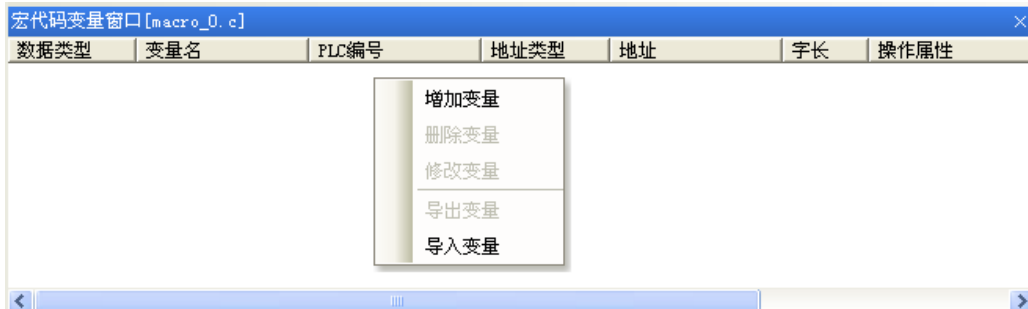 宏代码变量窗口[macro_0.c]
数据类型 变量名 PLC编号 地址类型 地址 字长 操作属性
增加变量
删除变量
修改变量
导出变量
导入变量